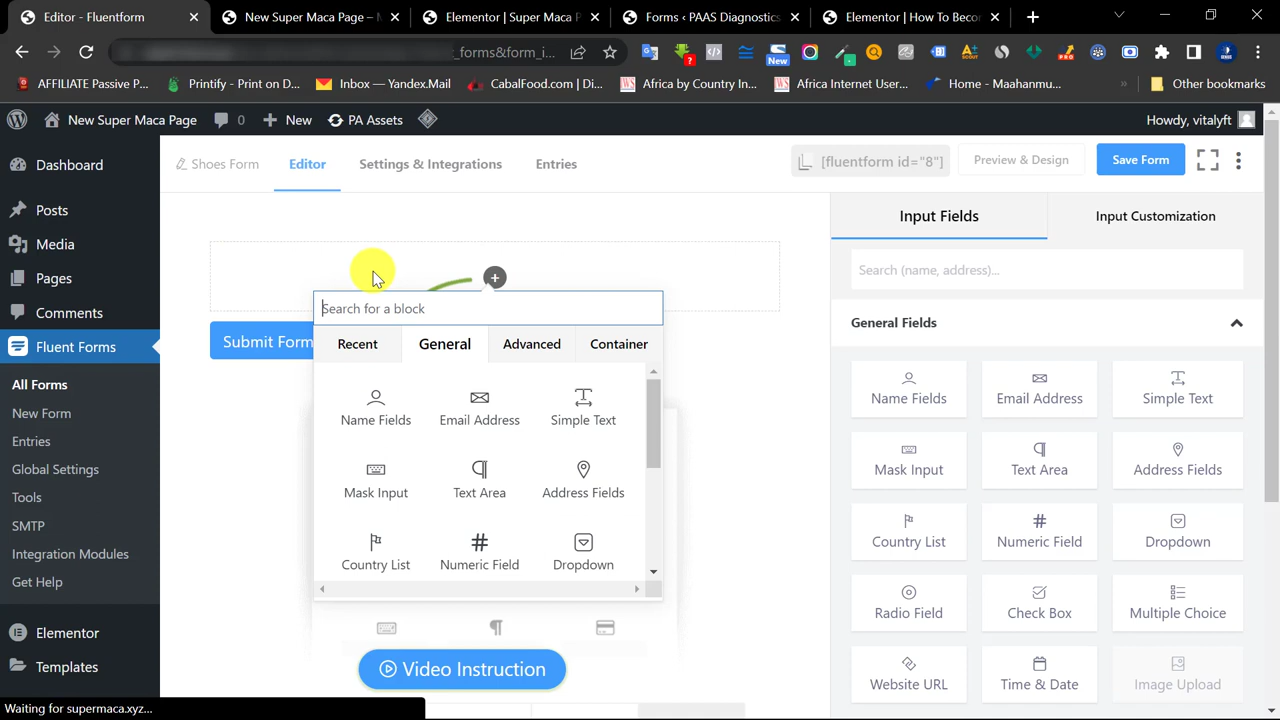 Editor - Fluent Forms
New Super Maca Page – N
Elementor | Super Maca P
Forms ‹ PAAS Diagnostics
Elementor | How To Becor
_forms&form_i...
New
PRO
AFFILIATE Passive P...
Printify - Print on D...
Inbox — Yandex.Mail
CabalFood.com | Di...
Africa by Country In...
Africa Internet User...
Home - Maahanmu...
Other bookmarks
New Super Maca Page
0
New
PA Assets
Howdy, vitalyft
Dashboard
Posts
Media
Pages
Comments
Fluent Forms
All Forms
New Form
Entries
Global Settings
Tools
SMTP
Integration Modules
Get Help
Elementor
Templates
Shoes Form
Editor
Settings & Integrations
Entries
[fluentform id="8"]
Preview & Design
Save Form
Submit Form
Search for a block
Recent
General
Advanced
Container
Name Fields
Email Address
Simple Text
Mask Input
Text Area
Address Fields
Country List
Numeric Field
Dropdown
Video Instruction
Input Fields
Input Customization
Search (name, address)...
General Fields
Name Fields
Email Address
Simple Text
Mask Input
Text Area
Address Fields
Country List
Numeric Field
Dropdown
Radio Field
Check Box
Multiple Choice
Website URL
Time & Date
Image Upload
Waiting for supermaca.xyz...